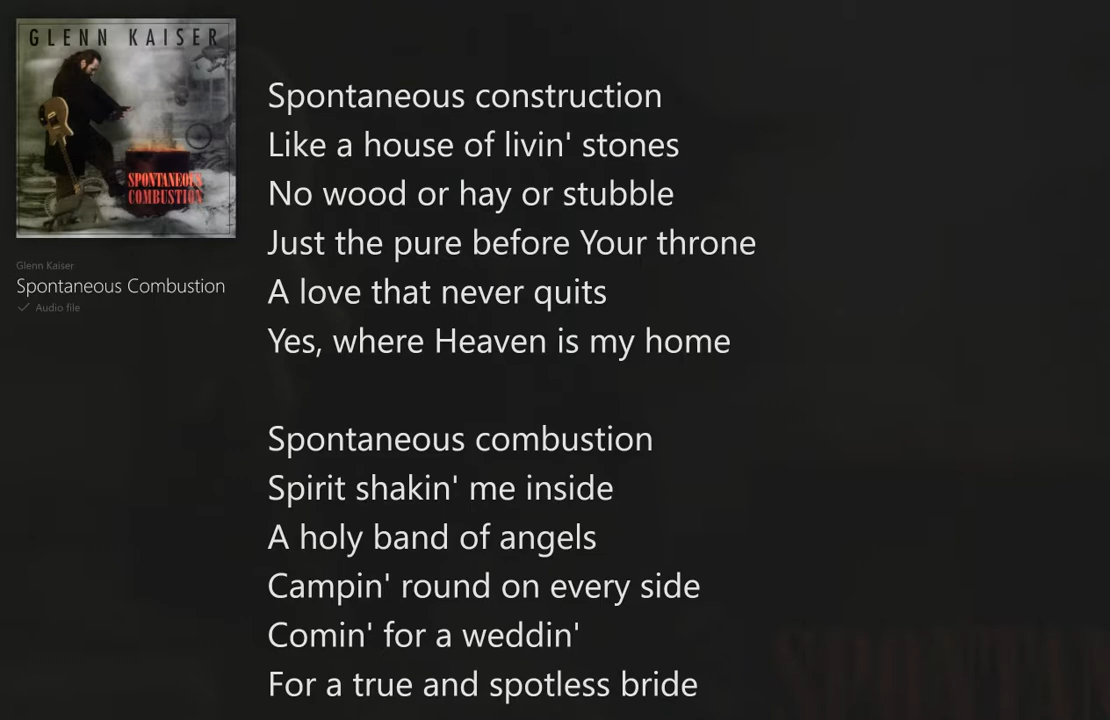 GLENN KAISER
SPONTANEOUS
COMBUSTION
Glenn Kaiser
Spontaneous Combustion
Audio file
Spontaneous construction
Like a house of livin' stones
No wood or hay or stubble
Just the pure before Your throne
A love that never quits
Yes, where Heaven is my home
Spontaneous combustion
Spirit shakin' me inside
A holy band of angels
Campin' round on every side
Comin' for a weddin'
For a true and spotless bride
SPONTAN